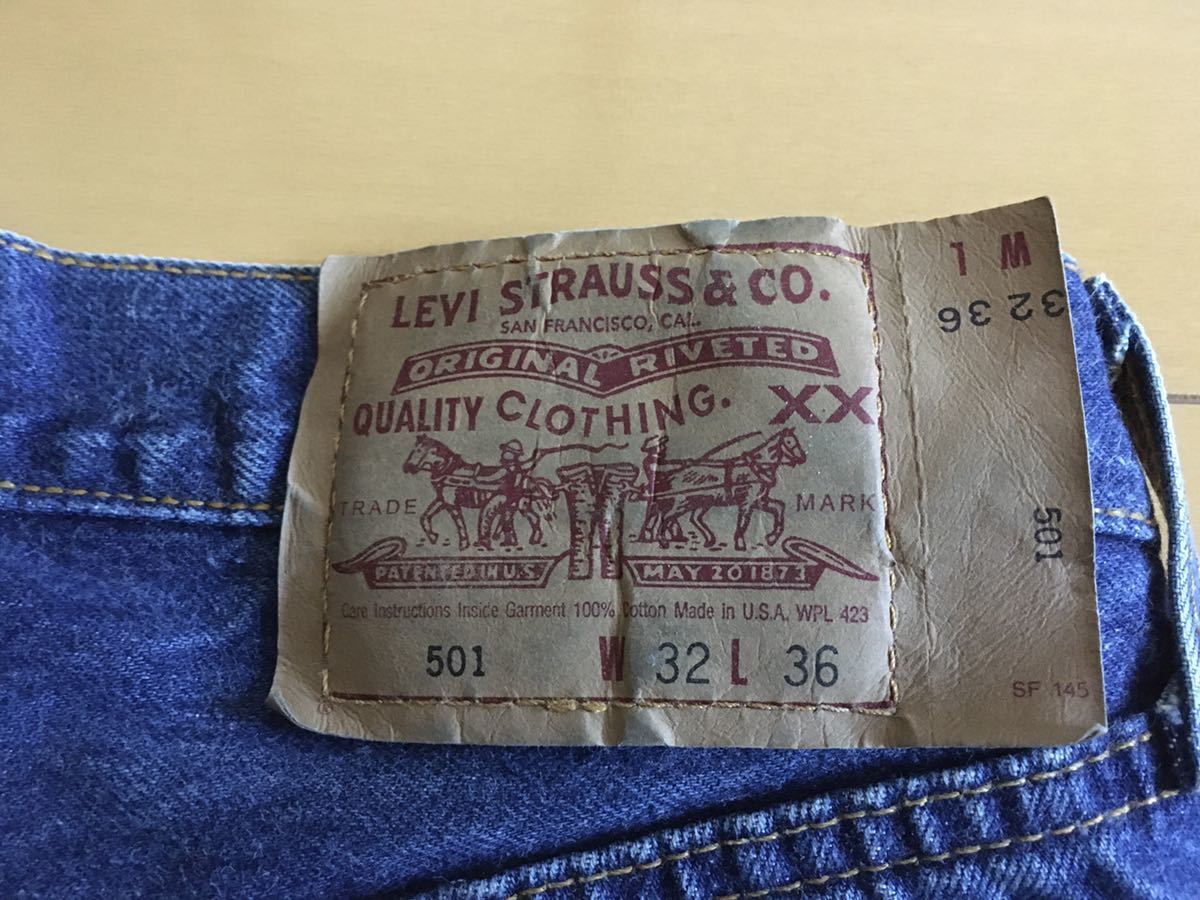 LEVI STRAUSS & CO.
SAN FRANCISCO, CAL.
ORIGINAL RIVETED
QUALITY CLOTHING. XX
TRADE MARK
PATENTED IN U.S. MAY 20 1873
Care Instructions Inside Garment 100% Cotton Made in U.S.A. WPL 423
501 W 32 L 36
W L
32 36
501
SF 145